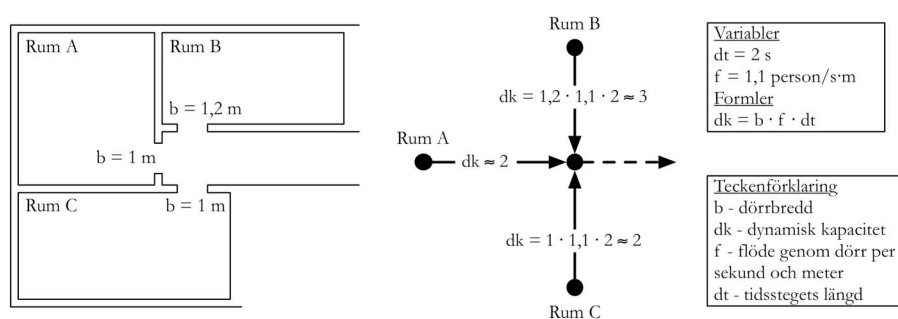 Rum A
Rum B
b = 1,2 m
b = 1 m
Rum C
b = 1 m
Rum B
dk = 1,2 · 1,1 · 2 ≈ 3
Rum A
dk ≈ 2
dk = 1 · 1,1 · 2 ≈ 2
Rum C
Variabler
dt = 2 s
f = 1,1 person/s·m
Formler
dk = b · f · dt
Teckenförklaring
b - dörrbredd
dk - dynamisk kapacitet
f - flöde genom dörr per
sekund och meter
dt - tidsstegets längd